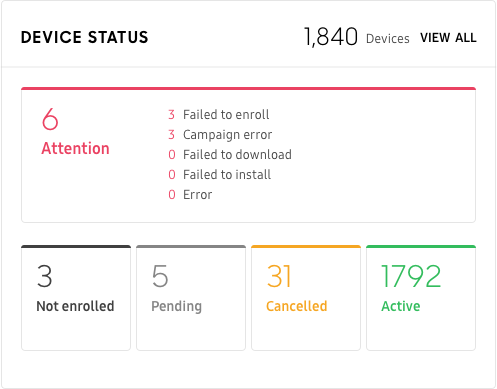 DEVICE STATUS
1,840 Devices VIEW ALL
6
Attention
3 Failed to enroll
3 Campaign error
0 Failed to download
0 Failed to install
0 Error
3
Not enrolled
5
Pending
31
Cancelled
1792
Active